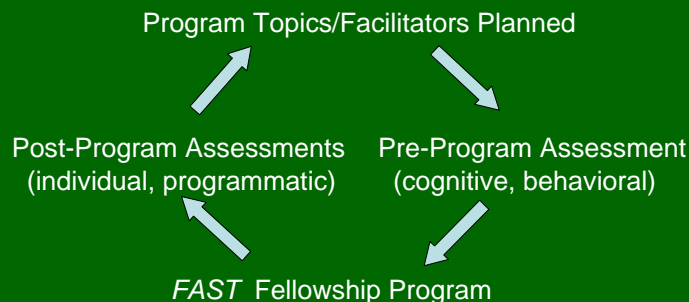 Program Topics/Facilitators Planned
Post-Program Assessments
(individual, programmatic)
Pre-Program Assessment
(cognitive, behavioral)
FAST Fellowship Program